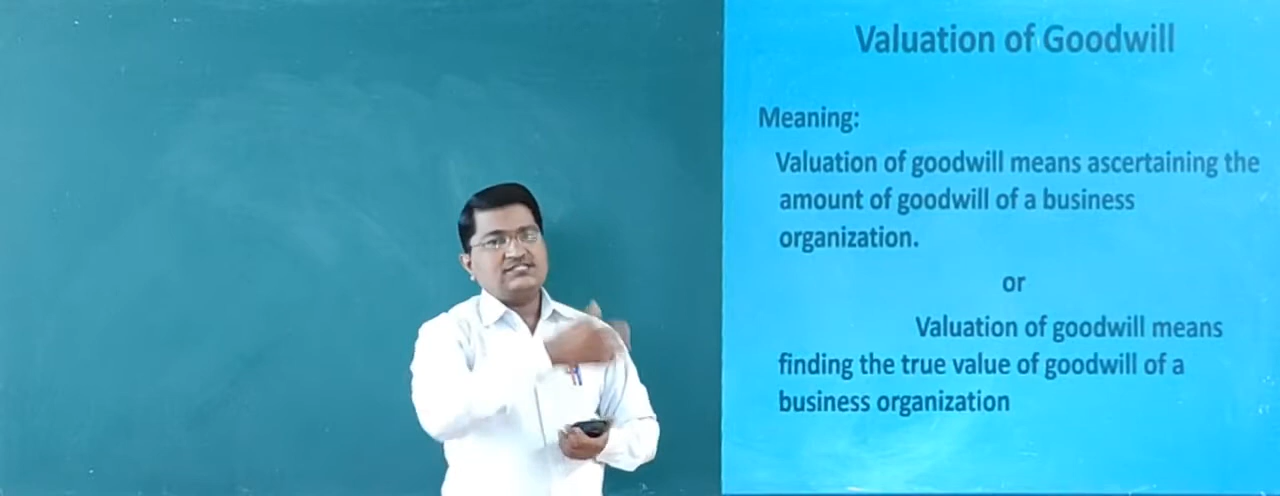 Valuation of Goodwill
Meaning:
Valuation of goodwill means ascertaining the
amount of goodwill of a business
organization.
or
Valuation of goodwill means
finding the true value of goodwill of a
business organization